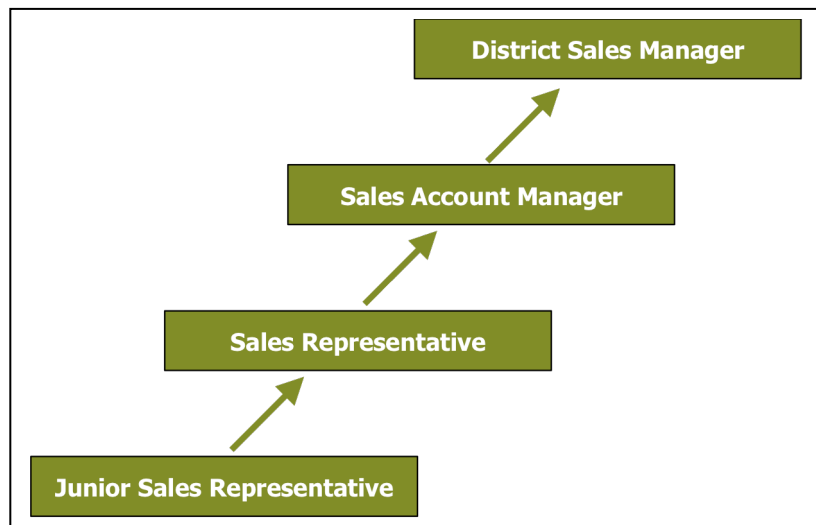 District Sales Manager
Sales Account Manager
Sales Representative
Junior Sales Representative